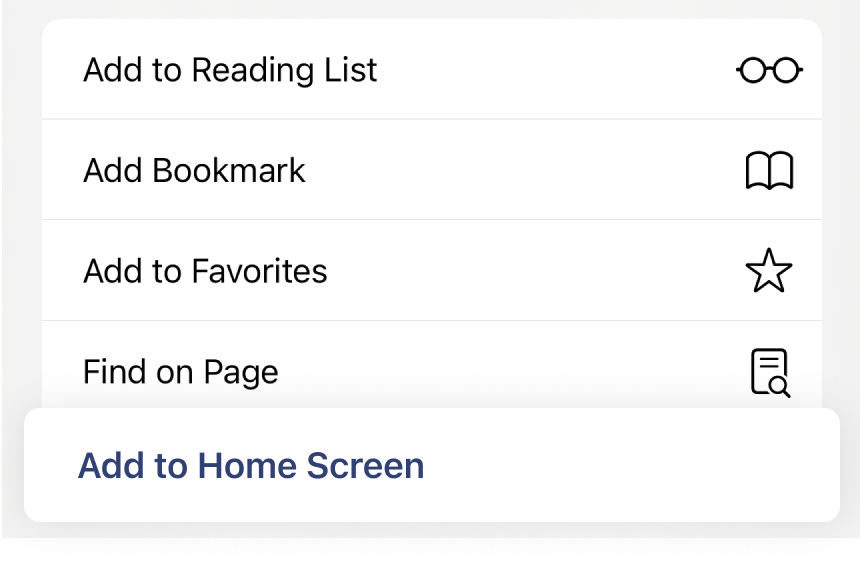 Add to Reading List
Add Bookmark
Add to Favorites
Find on Page
Add to Home Screen